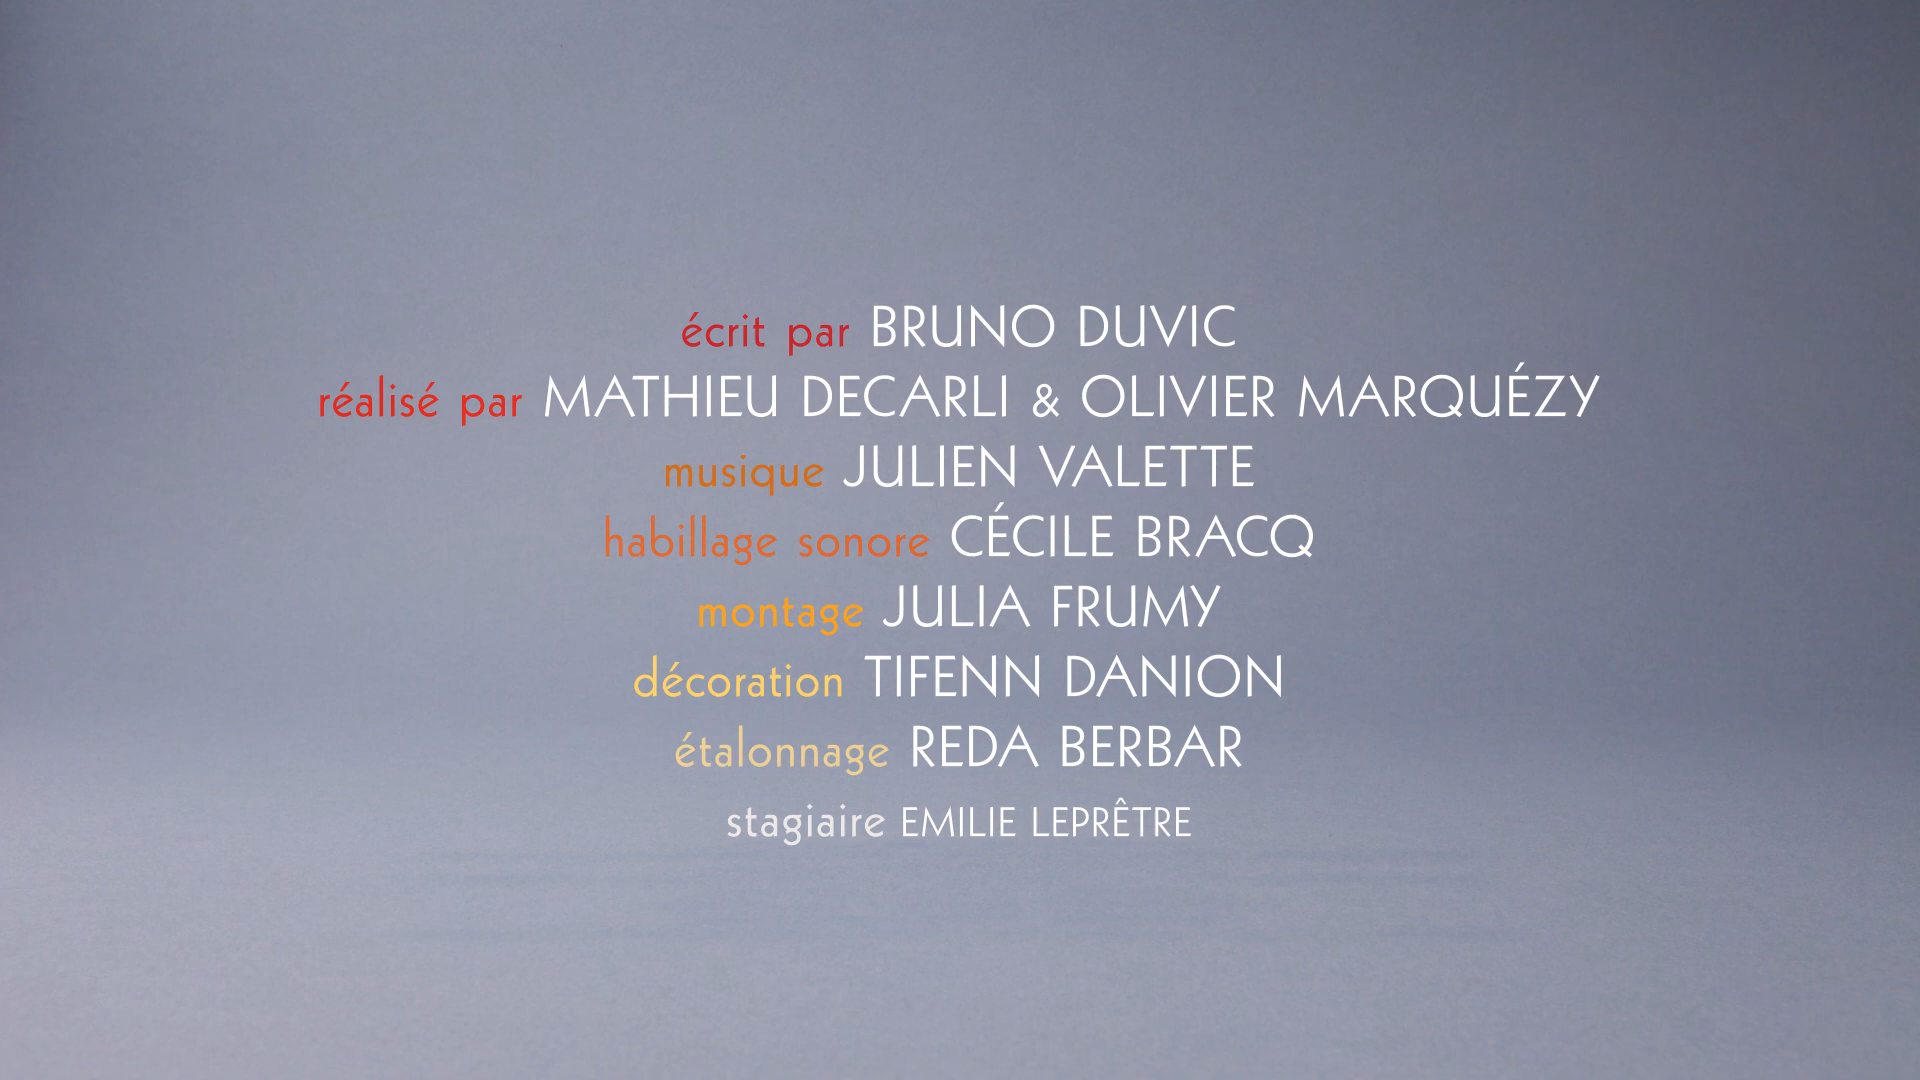 écrit par BRUNO DUVIC
réalisé par MATHIEU DECARLI & OLIVIER MARQUÉZY
musique JULIEN VALETTE
habillage sonore CÉCILE BRACQ
montage JULIA FRUMY
décoration TIFENN DANION
étalonnage REDA BERBAR
stagiaire EMILIE LEPRÊTRE